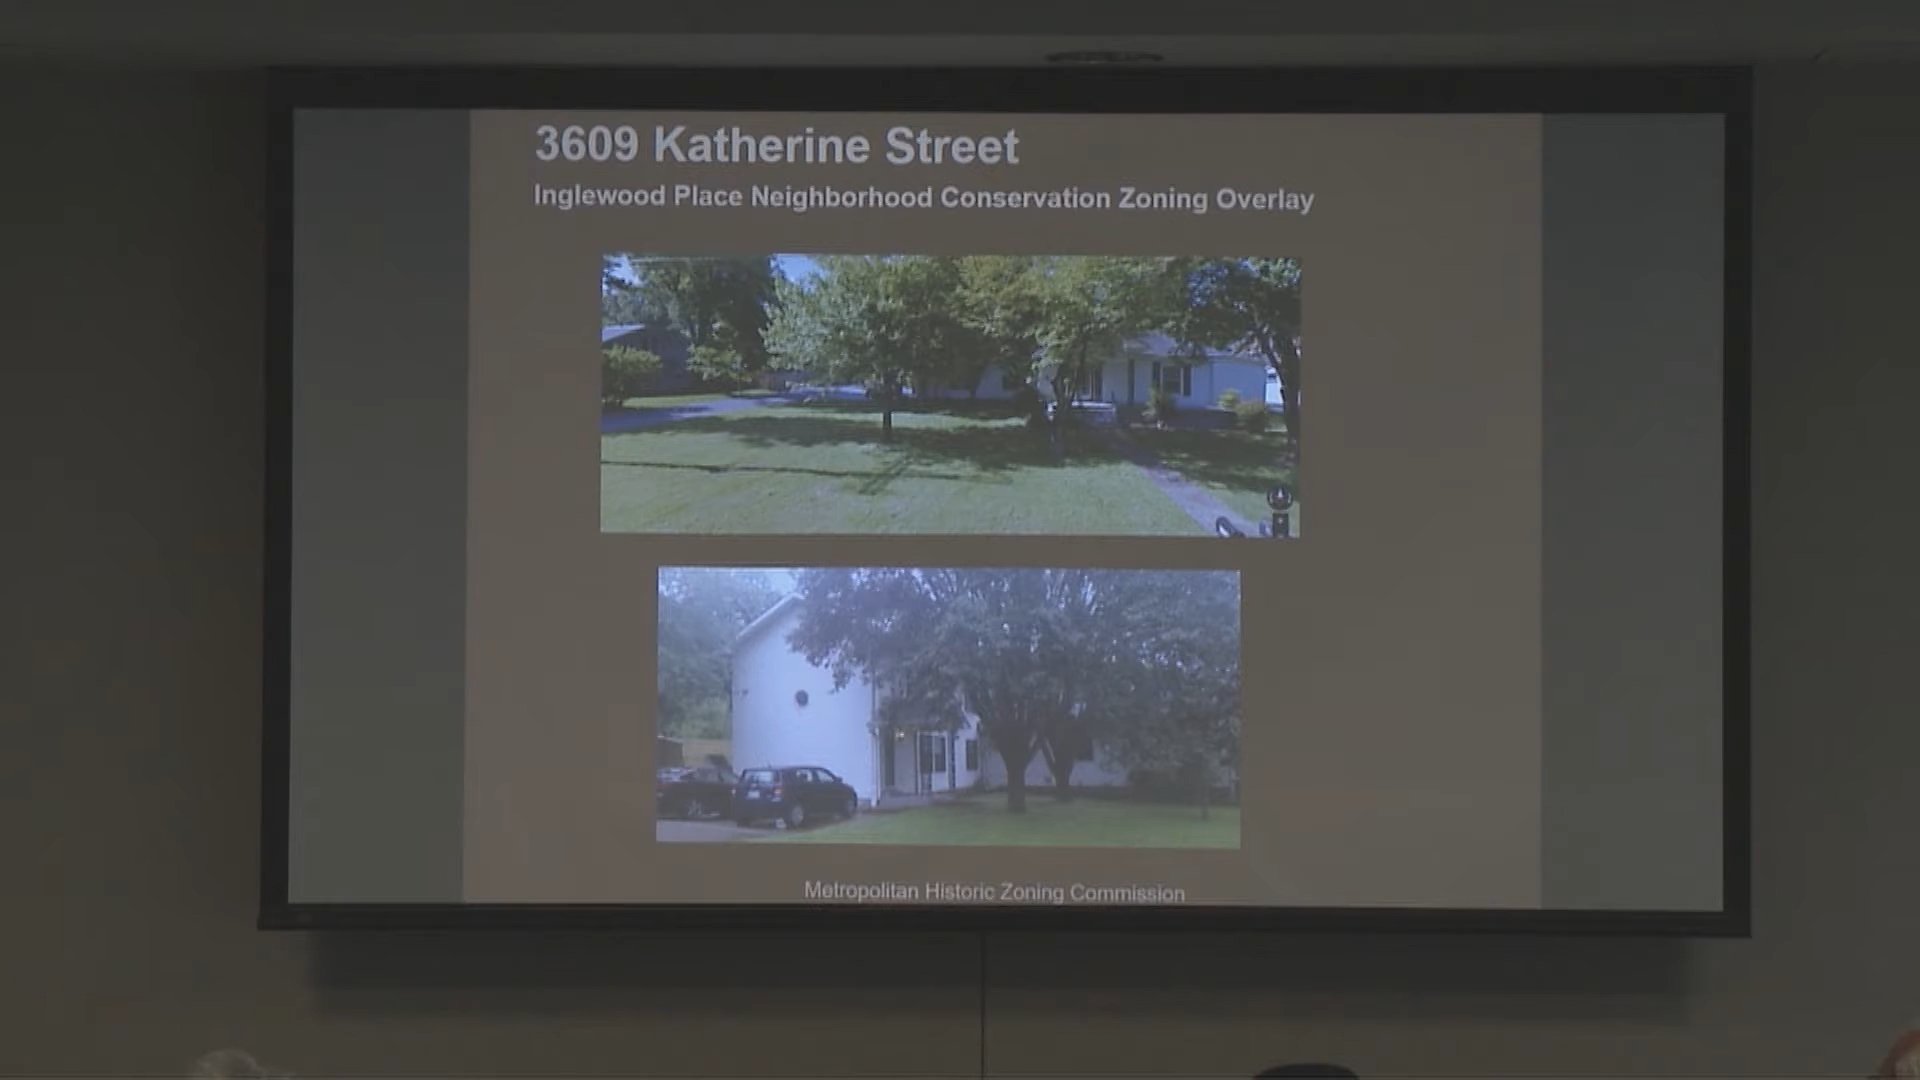 3609 Katherine Street
Inglewood Place Neighborhood Conservation Zoning Overlay
Metropolitan Historic Zoning Commission